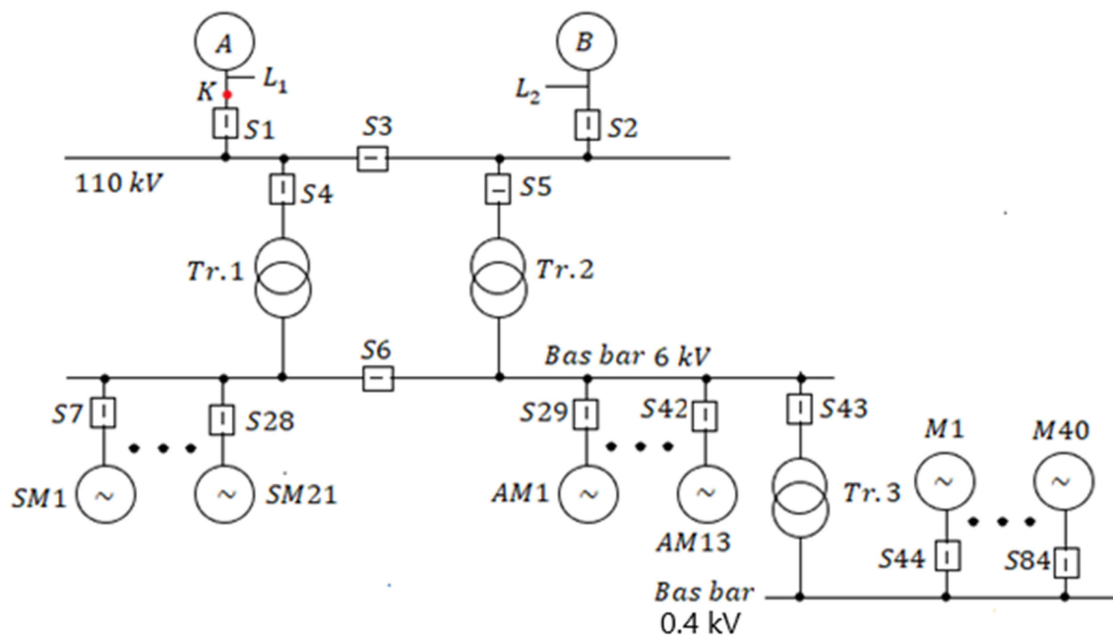 A
B
L1
K
L2
S1
S3
S2
110 kV
S4
S5
Tr.1
Tr.2
S6
Bas bar 6 kV
S7
S28
S29
S42
S43
M1
M40
SM1
~
~
SM21
AM1
~
~
Tr.3
~
~
AM13
S44
S84
Bas bar
0.4 kV